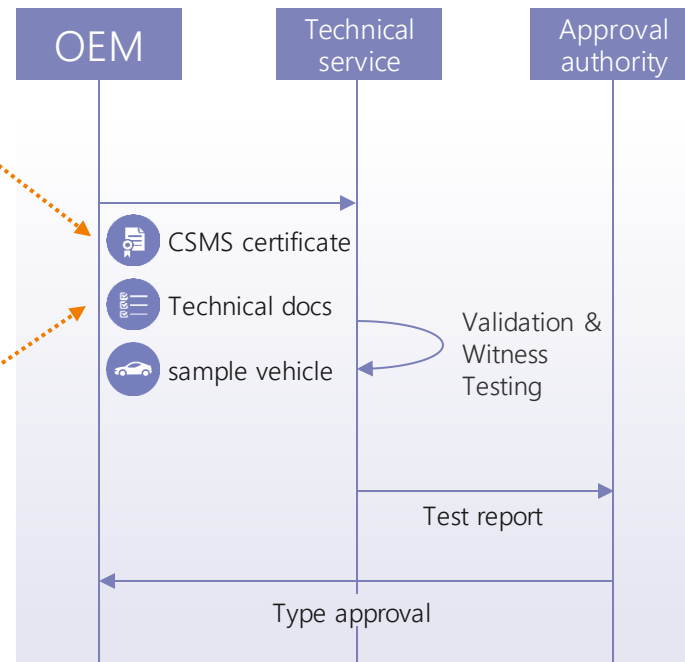 OEM
Technical
service
Approval
authority
CSMS certificate
Technical docs
sample vehicle
Validation &
Witness
Testing
Test report
Type approval